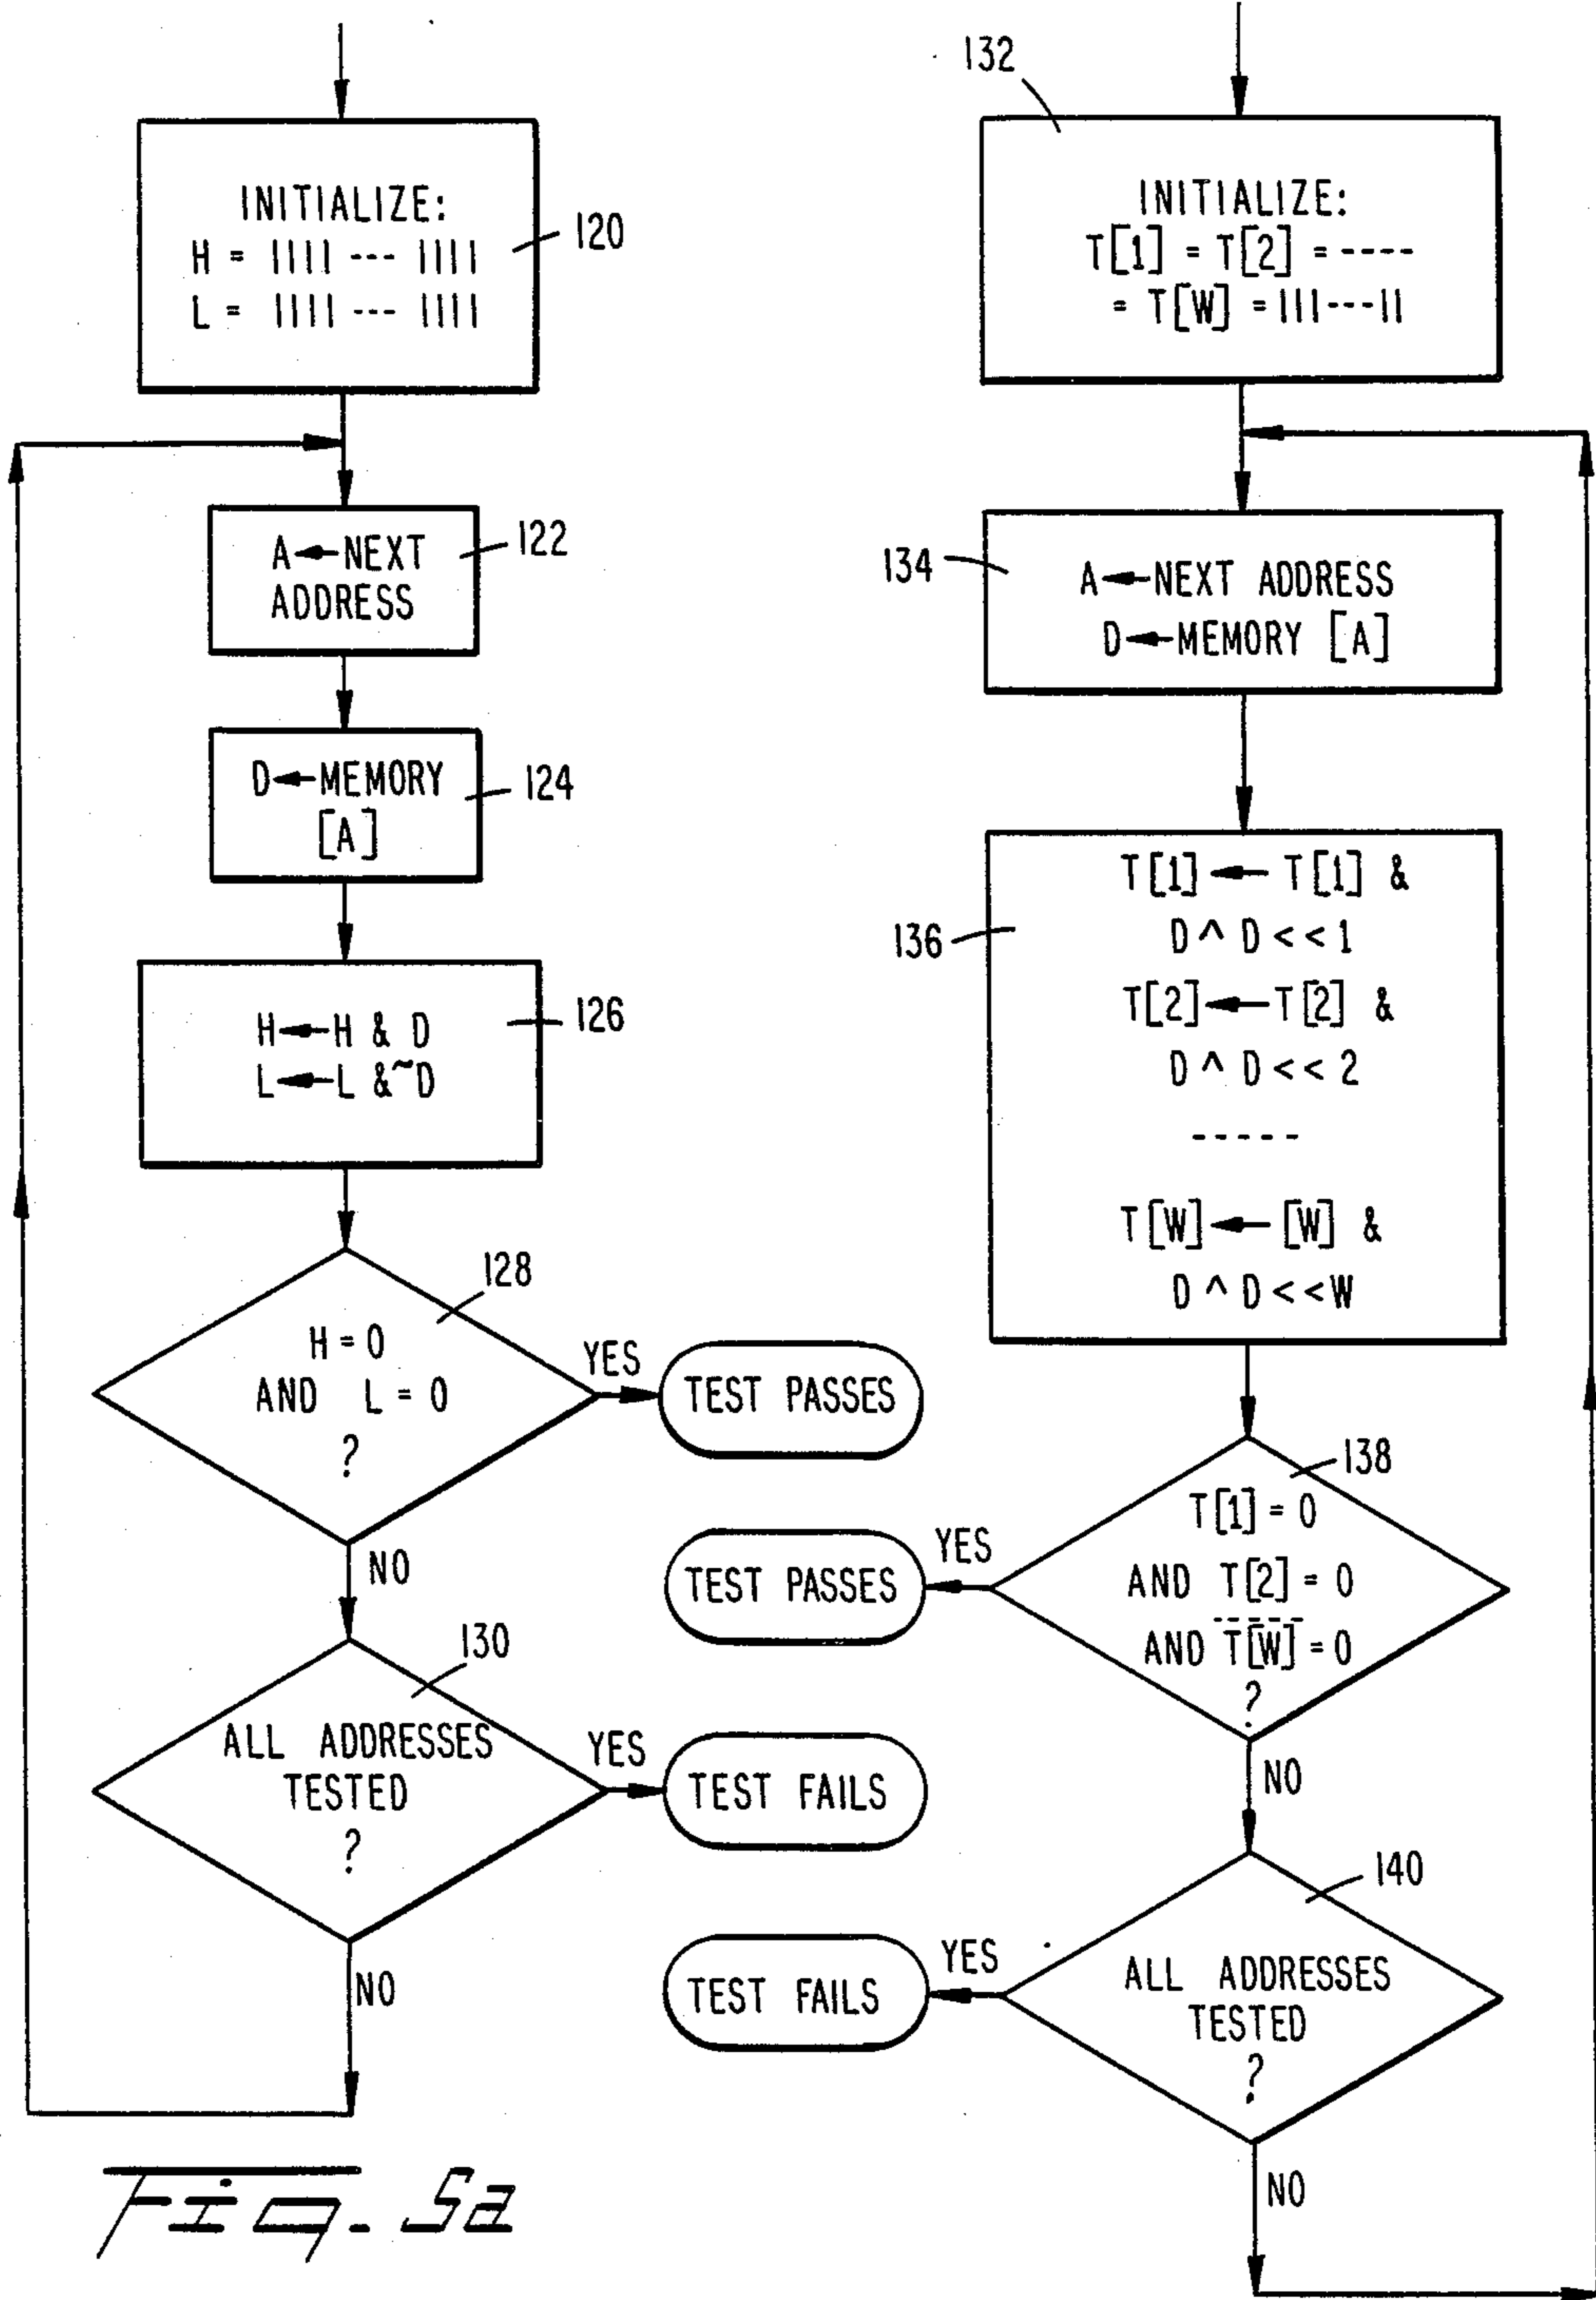 INITIALIZE:
H = 1111 --- 1111
L = 1111 --- 1111
120
A←NEXT
ADDRESS
122
D←MEMORY
[A]
124
H←H & D
L←L &~D
126
128
H = 0
AND L = 0
?
YES
TEST PASSES
NO
130
ALL ADDRESSES
TESTED
?
YES
TEST FAILS
NO
Fig. 5a
132
INITIALIZE:
T[1] = T[2] = ----
= T[W] = 111---11
134
A←NEXT ADDRESS
D←MEMORY [A]
136
T[1] ← T[1] &
D ^ D < < 1
T[2] ← T[2] &
D ^ D < < 2
-----
T[W] ← [W] &
D ^ D < < W
138
T[1] = 0
AND T[2] = 0
-----
AND T[W] = 0
?
YES
TEST PASSES
NO
140
ALL ADDRESSES
TESTED
?
YES
TEST FAILS
NO